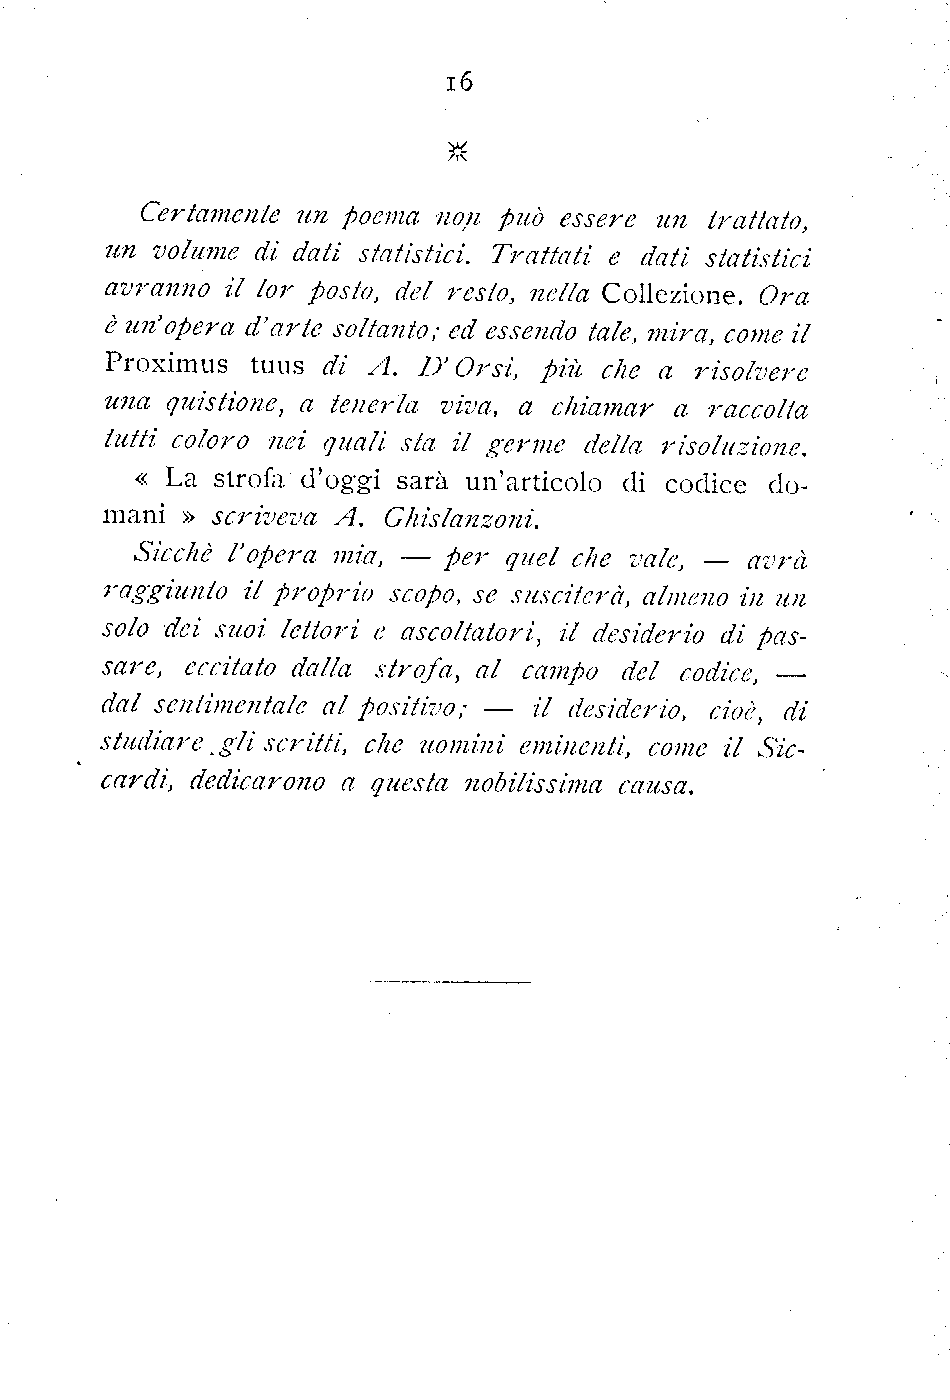 16
※
Certamente un poema non può essere un trattato,
un volume di dati statistici. Trattati e dati statistici
avranno il lor posto, del resto, nella Collezione. Ora
è un'opera d'arte soltanto; ed essendo tale, mira, come il
Proximus tuus di A. D'Orsi, più che a risolvere
una quistione, a tenerla viva, a chiamar a raccolta
tutti coloro nei quali sta il germe della risoluzione.
« La strofa d'oggi sarà un'articolo di codice do-
mani » scriveva A. Ghislanzoni.
Sicchè l'opera mia, — per quel che vale, — avrà
raggiunto il proprio scopo, se susciterà, almeno in un
solo dei suoi lettori e ascoltatori, il desiderio di pas-
sare, eccitato dalla strofa, al campo del codice, —
dal sentimentale al positivo; — il desiderio, cioè, di
studiare gli scritti, che uomini eminenti, come il Sic-
cardi, dedicarono a questa nobilissima causa.